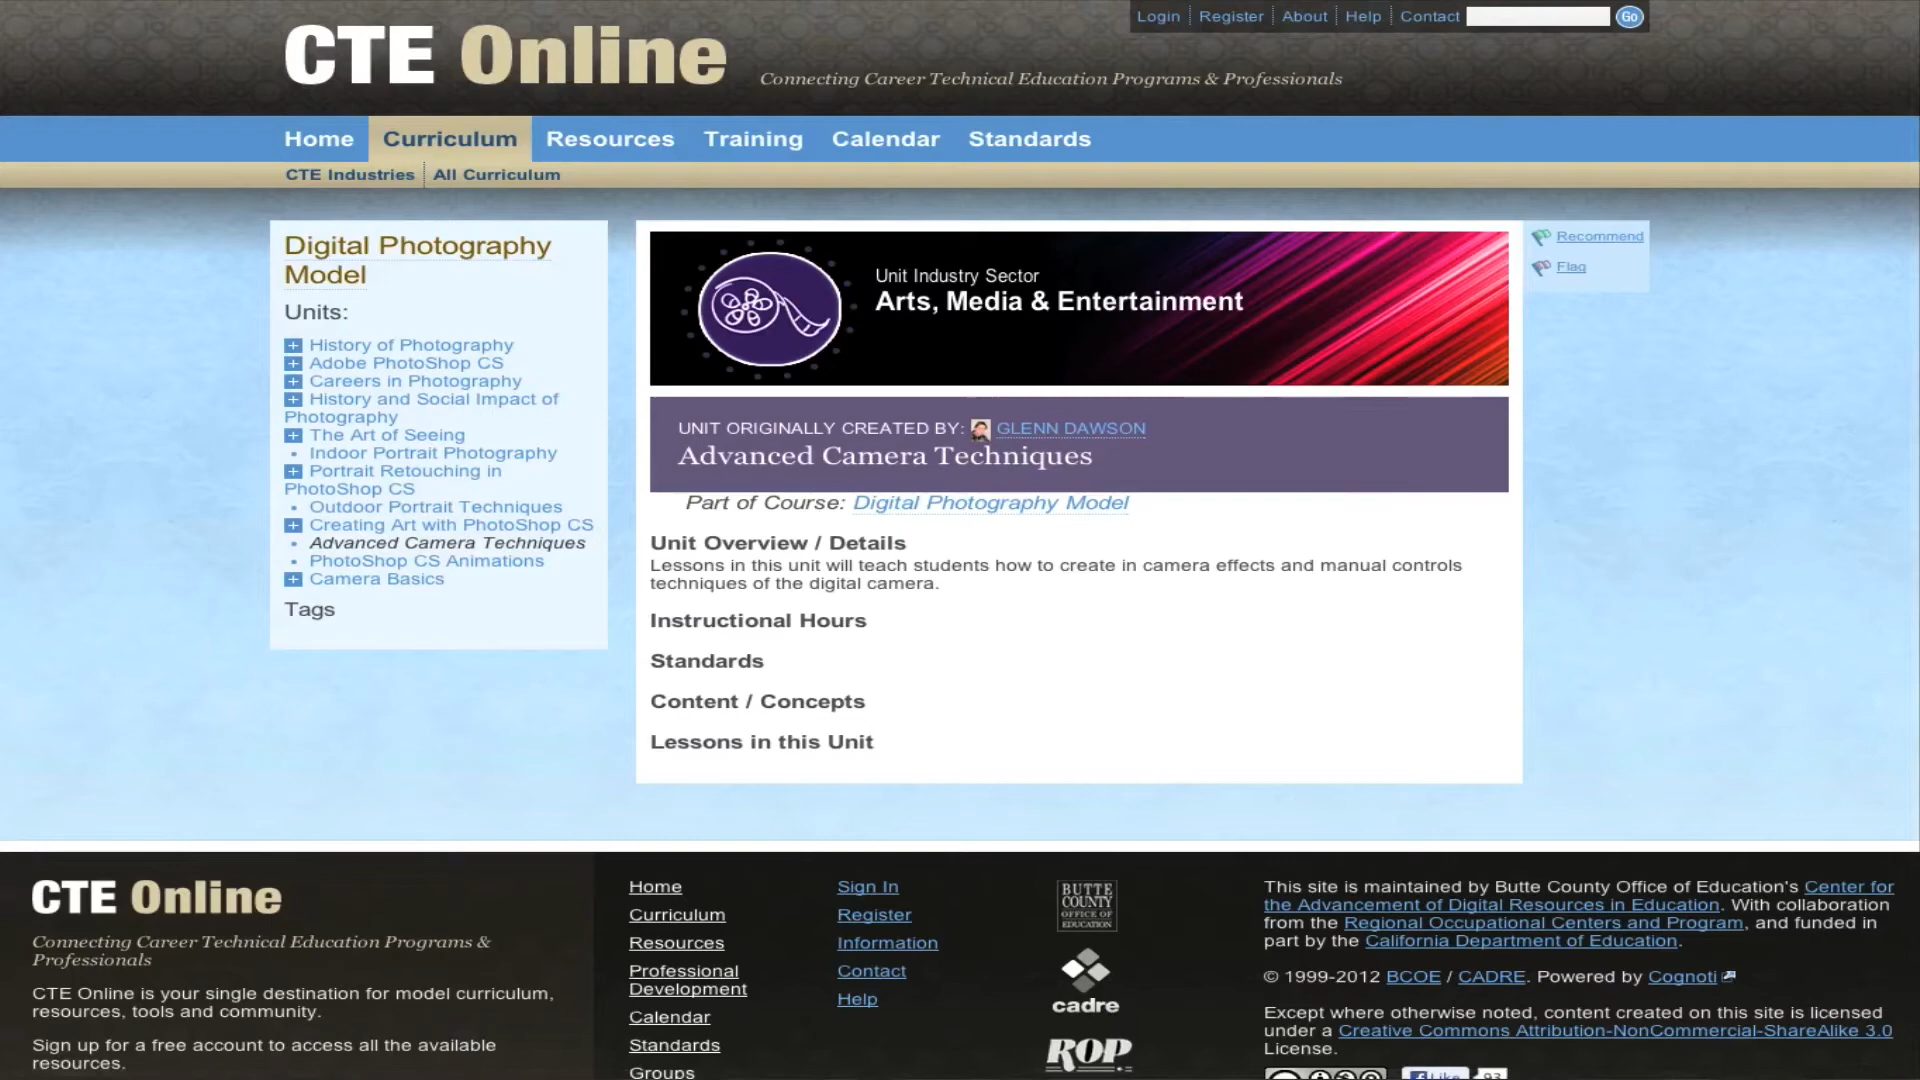 Login Register About Help Contact Go
CTE Online
Connecting Career Technical Education Programs & Professionals
Home Curriculum Resources Training Calendar Standards
CTE Industries All Curriculum
Digital Photography
Model
Units:
History of Photography
Adobe PhotoShop CS
Careers in Photography
History and Social Impact of
Photography
The Art of Seeing
Indoor Portrait Photography
Portrait Retouching in
PhotoShop CS
Outdoor Portrait Techniques
Creating Art with PhotoShop CS
Advanced Camera Techniques
PhotoShop CS Animations
Camera Basics
Tags
Unit Industry Sector
Arts, Media & Entertainment
UNIT ORIGINALLY CREATED BY: GLENN DAWSON
Advanced Camera Techniques
Part of Course: Digital Photography Model
Unit Overview / Details
Lessons in this unit will teach students how to create in camera effects and manual controls
techniques of the digital camera.
Instructional Hours
Standards
Content / Concepts
Lessons in this Unit
Recommend
Flag
CTE Online
Connecting Career Technical Education Programs &
Professionals
CTE Online is your single destination for model curriculum,
resources, tools and community.
Sign up for a free account to access all the available
resources.
Home
Curriculum
Resources
Professional
Development
Calendar
Standards
Groups
Sign In
Register
Information
Contact
Help
BUTTE
COUNTY
OFFICE OF
EDUCATION
cadre
ROP
This site is maintained by Butte County Office of Education's Center for
the Advancement of Digital Resources in Education. With collaboration
from the Regional Occupational Centers and Program, and funded in
part by the California Department of Education.
© 1999-2012 BCOE / CADRE. Powered by Cognoti
Except where otherwise noted, content created on this site is licensed
under a Creative Commons Attribution-NonCommercial-ShareAlike 3.0
License.
Like 93